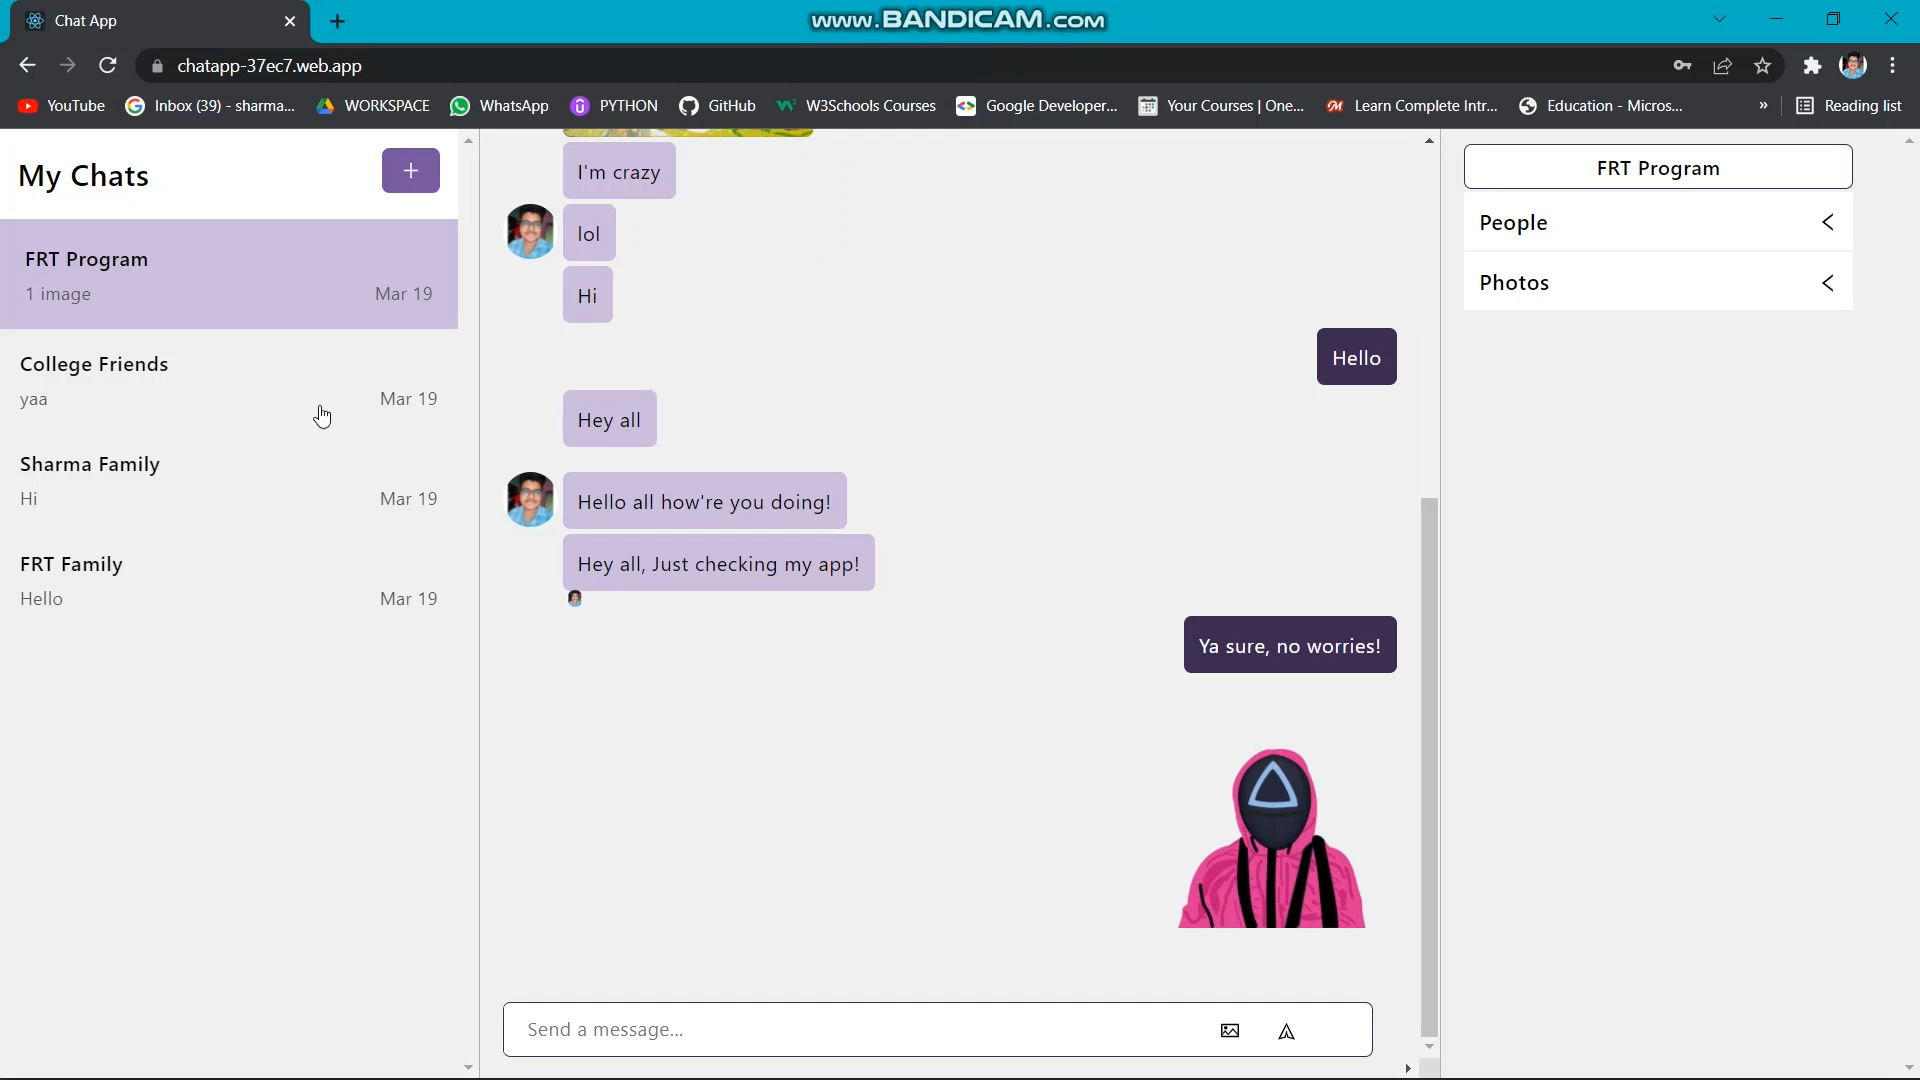 Chat App
www.BANDICAM.com
chatapp-37ec7.web.app
YouTube
Inbox (39) - sharma...
WORKSPACE
WhatsApp
PYTHON
GitHub
W3Schools Courses
Google Developer...
Your Courses | One...
Learn Complete Intr...
Education - Micros...
»
Reading list
My Chats
+
FRT Program
1 image
Mar 19
College Friends
yaa
Mar 19
Sharma Family
Hi
Mar 19
FRT Family
Hello
Mar 19
I'm crazy
lol
Hi
Hello
Hey all
Hello all how're you doing!
Hey all, Just checking my app!
Ya sure, no worries!
Send a message...
FRT Program
People
Photos